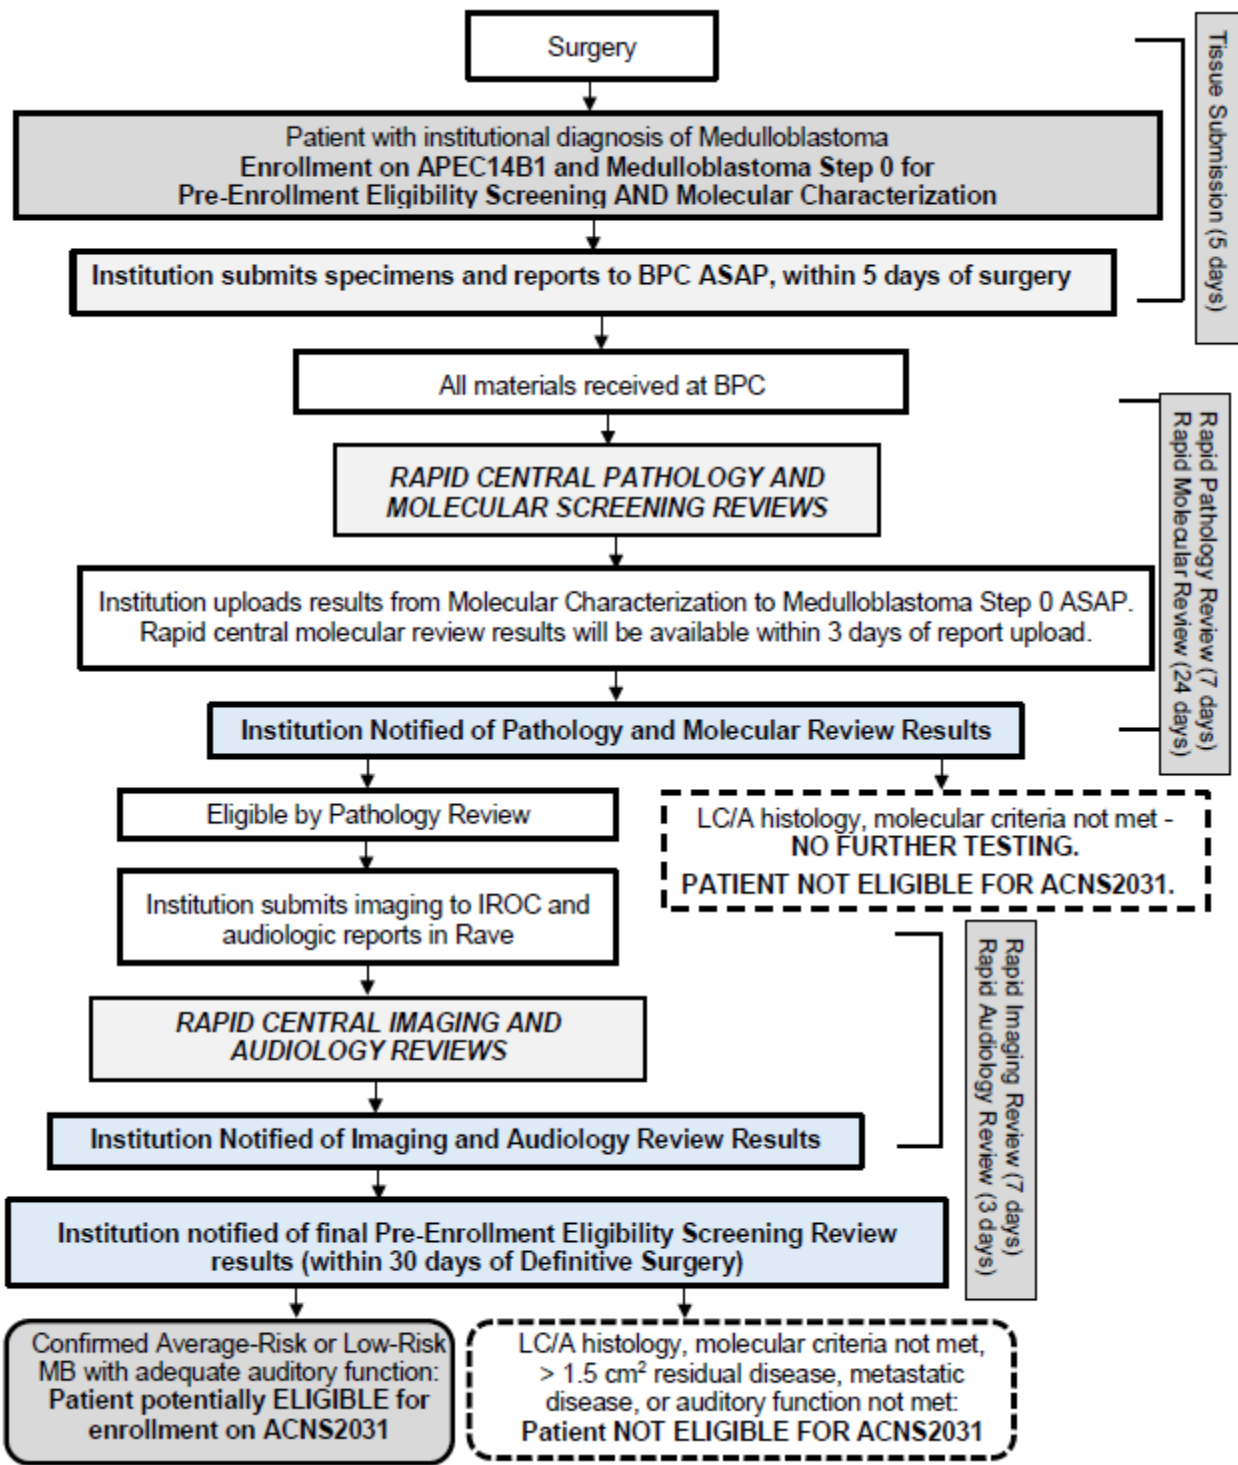 Surgery
Tissue Submission (5 days)
Patient with institutional diagnosis of Medulloblastoma
Enrollment on APEC14B1 and Medulloblastoma Step 0 for
Pre-Enrollment Eligibility Screening AND Molecular Characterization
Institution submits specimens and reports to BPC ASAP, within 5 days of surgery
All materials received at BPC
Rapid Pathology Review (7 days)
Rapid Molecular Review (24 days)
RAPID CENTRAL PATHOLOGY AND
MOLECULAR SCREENING REVIEWS
Institution uploads results from Molecular Characterization to Medulloblastoma Step 0 ASAP.
Rapid central molecular review results will be available within 3 days of report upload.
Institution Notified of Pathology and Molecular Review Results
Eligible by Pathology Review
LC/A histology, molecular criteria not met -
NO FURTHER TESTING.
PATIENT NOT ELIGIBLE FOR ACNS2031.
Institution submits imaging to IROC and
audiologic reports in Rave
Rapid Imaging Review (7 days)
Rapid Audiology Review (3 days)
RAPID CENTRAL IMAGING AND
AUDIOLOGY REVIEWS
Institution Notified of Imaging and Audiology Review Results
Institution notified of final Pre-Enrollment Eligibility Screening Review
results (within 30 days of Definitive Surgery)
Confirmed Average-Risk or Low-Risk
MB with adequate auditory function:
Patient potentially ELIGIBLE for
enrollment on ACNS2031
LC/A histology, molecular criteria not met,
> 1.5 cm² residual disease, metastatic
disease, or auditory function not met:
Patient NOT ELIGIBLE FOR ACNS2031